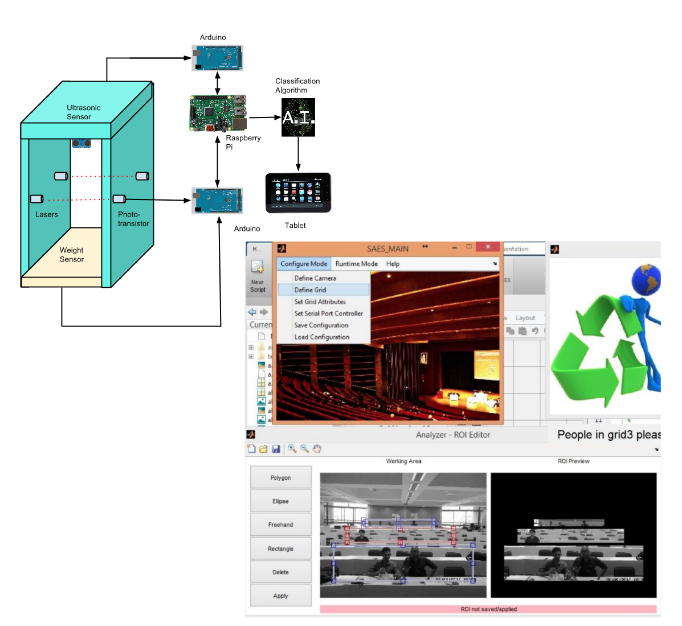 Arduino
Classification
Algorithm
Ultrasonic
Sensor
A.I.
Raspberry
Pi
Lasers
Photo-
transistor
Arduino
Tablet
Weight
Sensor
M...
SAES_MAIN
entation
Configure Mode Runtime Mode Help
New
Script
Define Camera
Define Grid
Set Grid Attributes
Set Serial Port Controller
Save Configuration
Load Configuration
ES
Layout
Curren
Analyzer - ROI Editor
People in grid3 pleas
Working Area ROI Preview
Polygon
Ellipse
Freehand
Rectangle
Delete
Apply
ROI not saved/applied